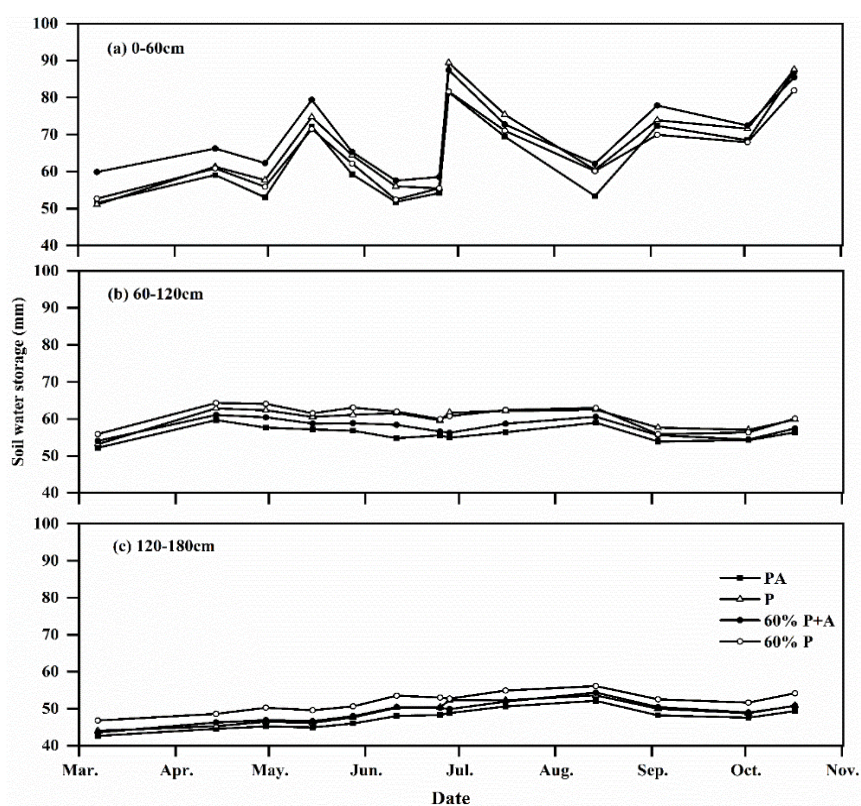 100
90
80
70
60
50
40
(a) 0-60cm
100
90
80
70
60
50
40
(b) 60-120cm
Soil water storage (mm)
100
90
80
70
60
50
40
(c) 120-180cm
PA
P
60% P+A
60% P
Mar. Apr. May. Jun. Jul. Aug. Sep. Oct. Nov.
Date